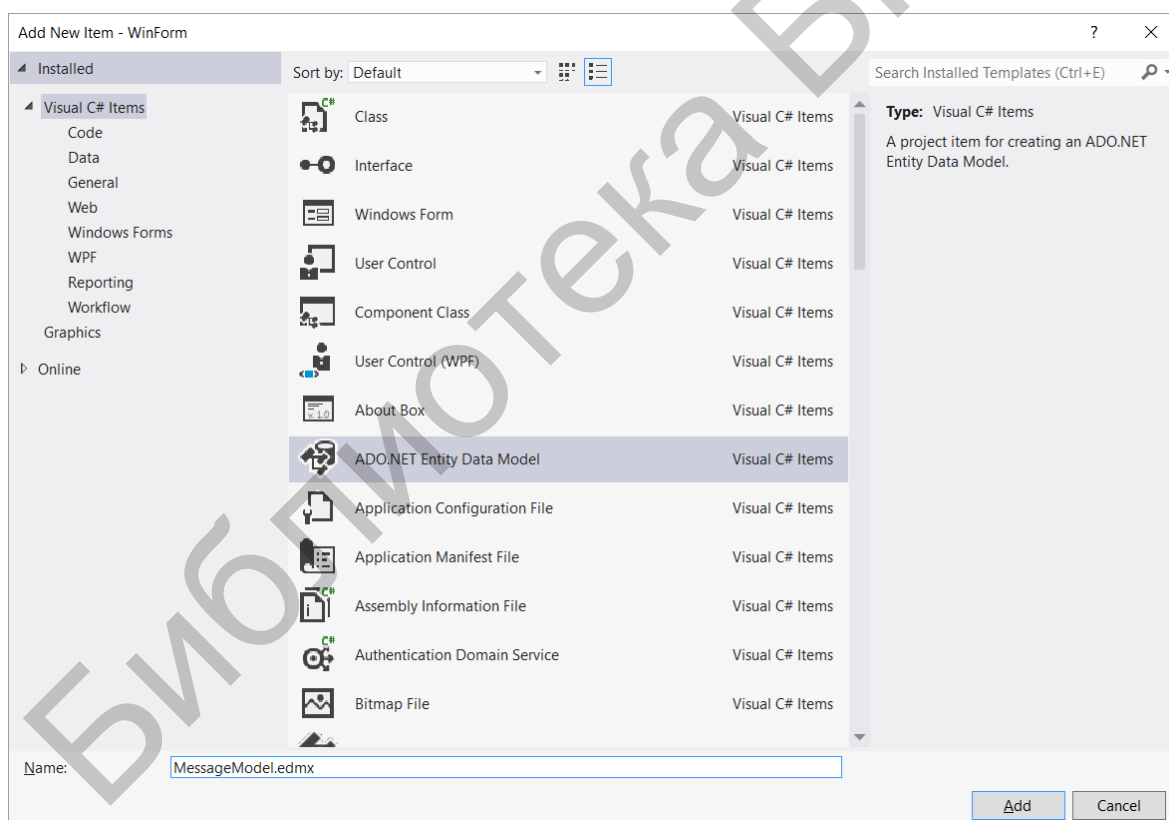 Add New Item - WinForm
?
Installed
Sort by: Default
Search Installed Templates (Ctrl+E)
Visual C# Items
Code
Data
General
Web
Windows Forms
WPF
Reporting
Workflow
Graphics
Online
Class Visual C# Items
Interface Visual C# Items
Windows Form Visual C# Items
User Control Visual C# Items
Component Class Visual C# Items
User Control (WPF) Visual C# Items
About Box Visual C# Items
ADO.NET Entity Data Model Visual C# Items
Application Configuration File Visual C# Items
Application Manifest File Visual C# Items
Assembly Information File Visual C# Items
Authentication Domain Service Visual C# Items
Bitmap File Visual C# Items
Type: Visual C# Items
A project item for creating an ADO.NET
Entity Data Model.
Name: MessageModel.edmx
Add Cancel
Библиотека